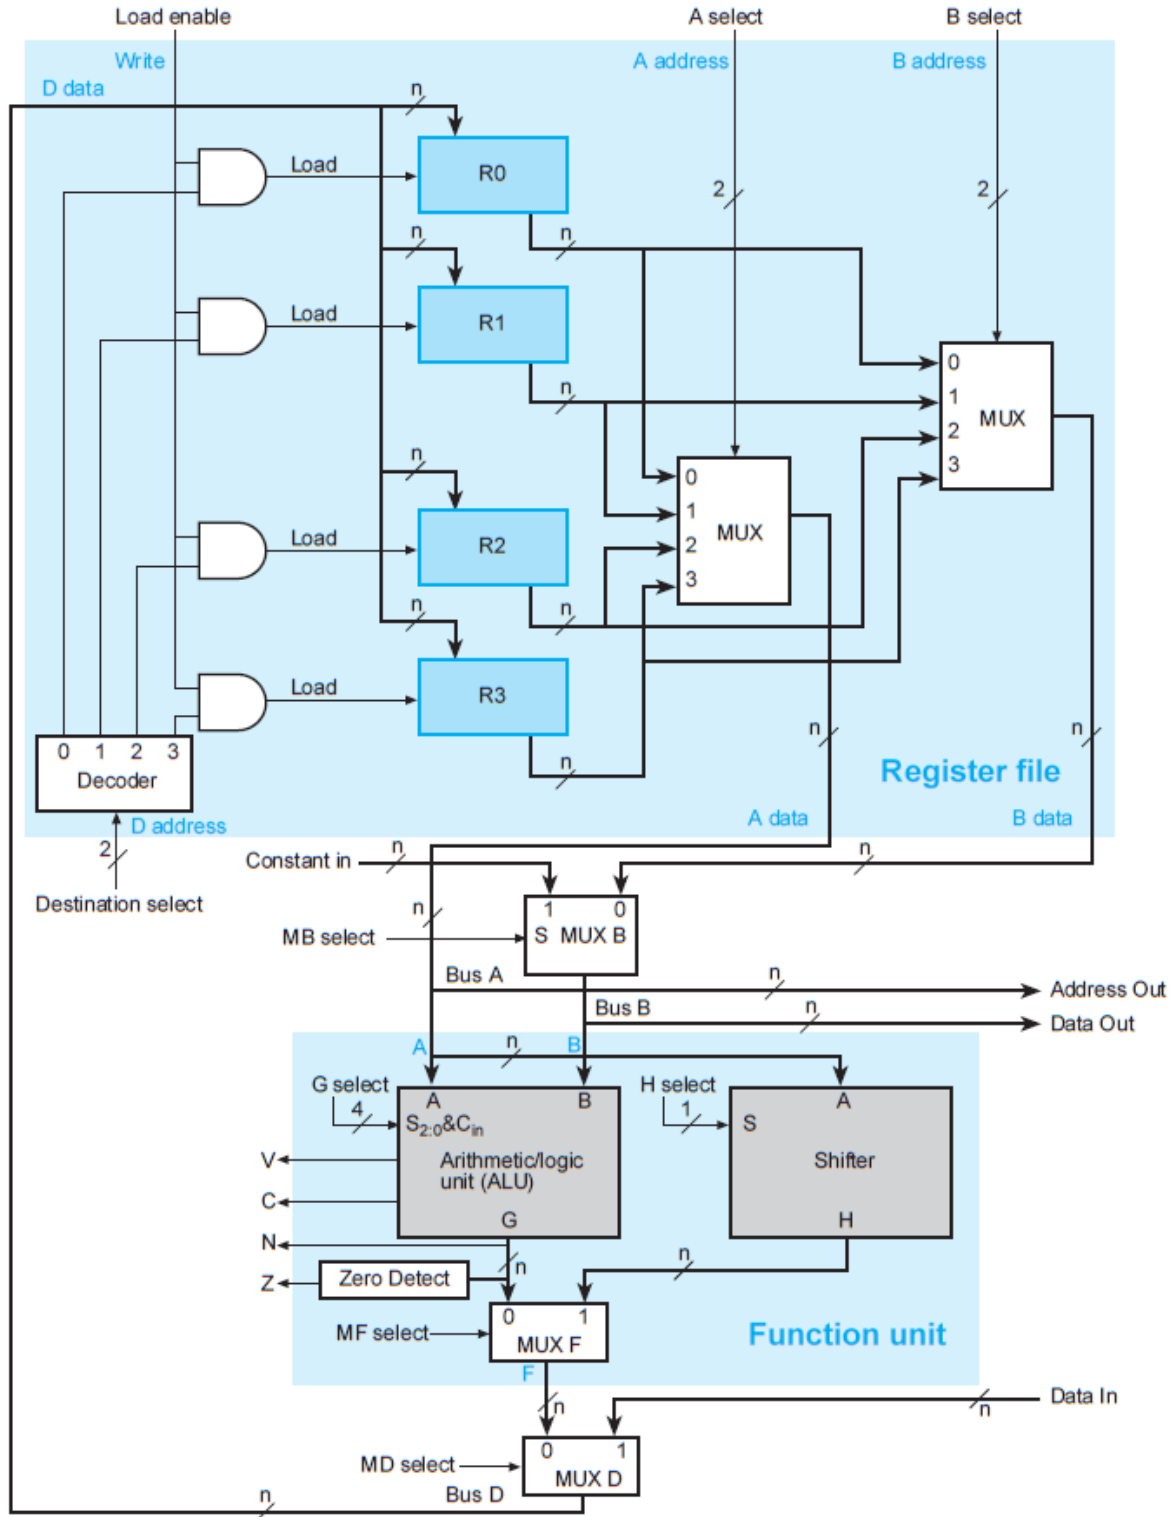 Load enable
A select
B select
Write
A address
B address
D data
n
Load
R0
2
2
n
n
Load
R1
0
n
1
MUX
2
3
n
0
1
MUX
2
3
Load
R2
n
n
Load
R3
n
n
0 1 2 3
Decoder
n
Register file
D address
A data
B data
2
Constant in
n
n
Destination select
n
1 0
MB select
S MUX B
Bus A
n
Address Out
Bus B
n
Data Out
A
n
B
G select
H select
4
A
B
1
A
S2:0&Cin
S
V
Arithmetic/logic
unit (ALU)
Shifter
C
G
H
N
n
n
Z
Zero Detect
0 1
MF select
MUX F
Function unit
F
n
Data In
n
0 1
MD select
MUX D
n
Bus D